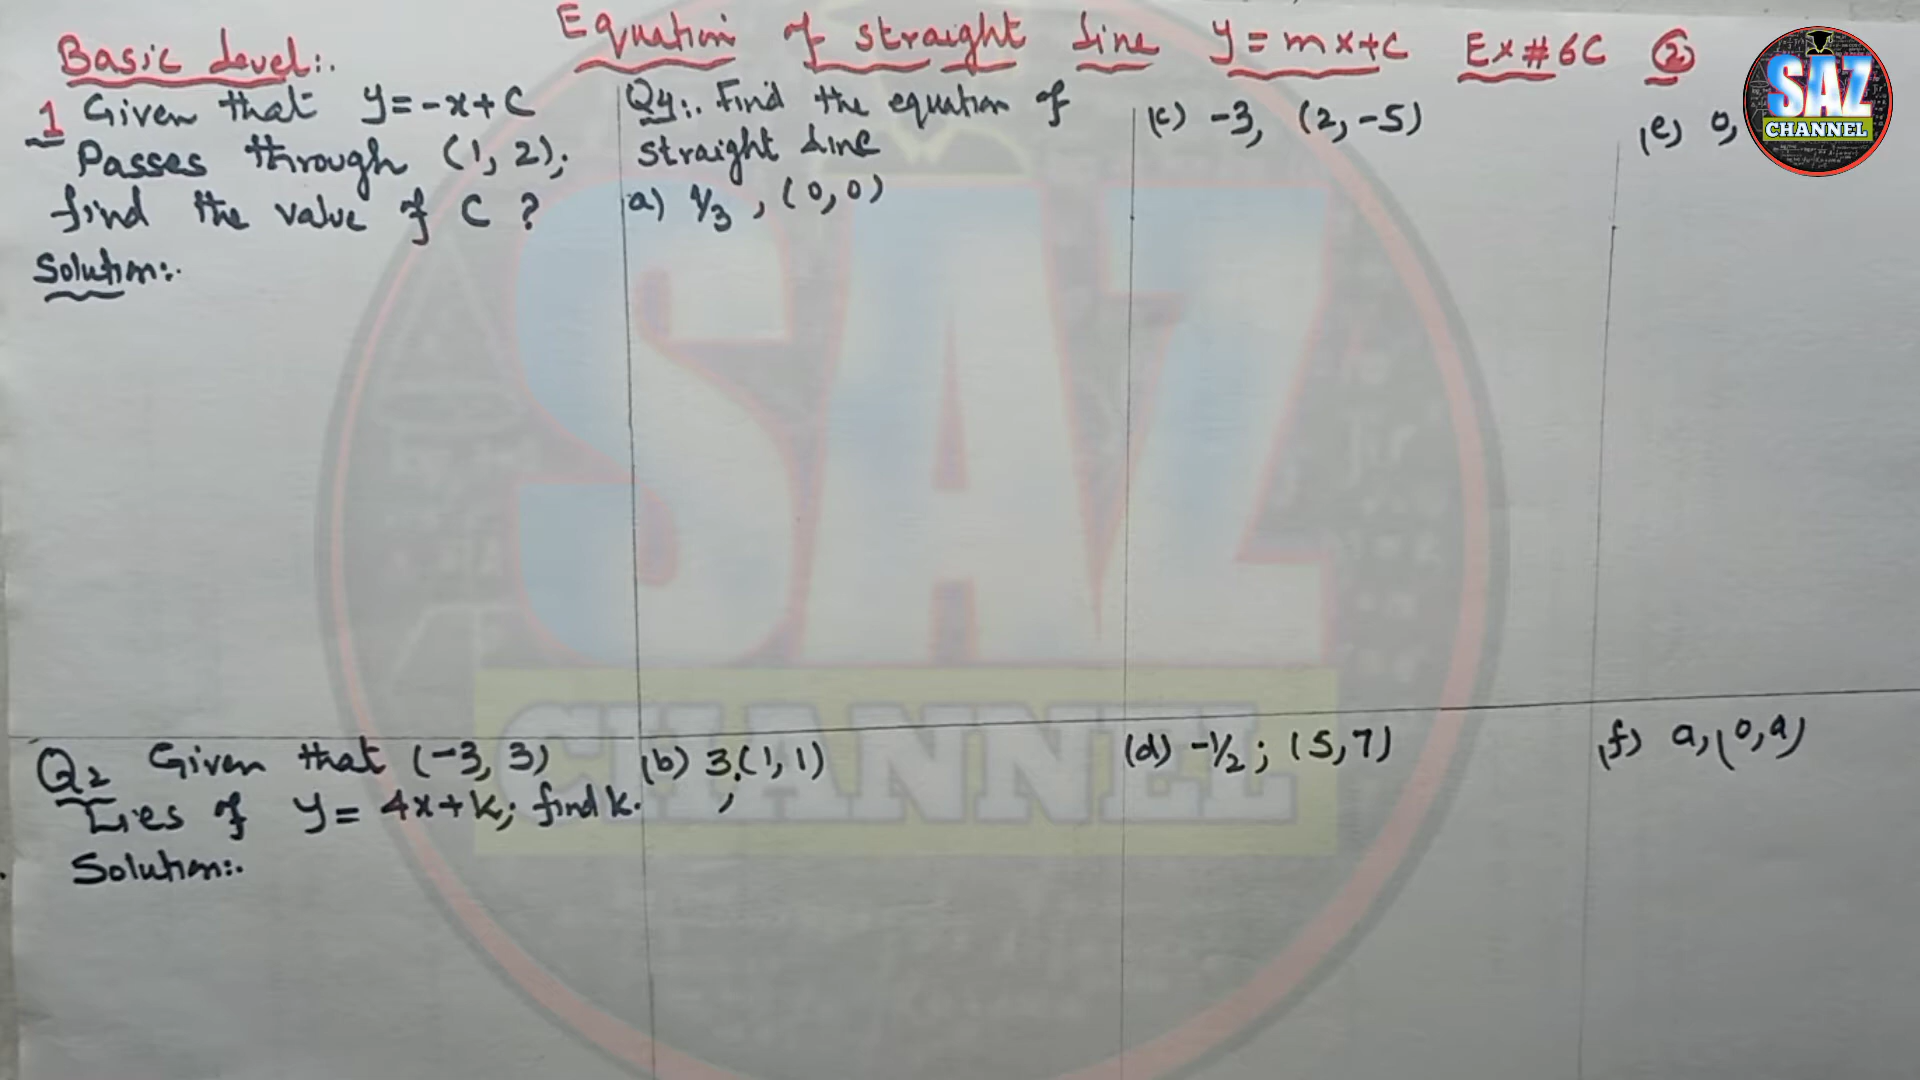 Equation of straight line y=mx+c Ex#6C 2
Basic Level:.
1 Given that y=-x+c
Passes through (1, 2);
find the value of c ?
Solution:.
Q4:. Find the equation of
straight line
a) 1/3, (0,0)
(c) -3, (2,-5)
(e) 0,
SAZ
CHANNEL
Q2 Given that (-3, 3)
Lies of y= 4x+k; find k.
Solution:.
(b) 3,(1,1)
(d) -1/2; (5,7)
(f) a, (0,a)
SAZ
CHANNEL